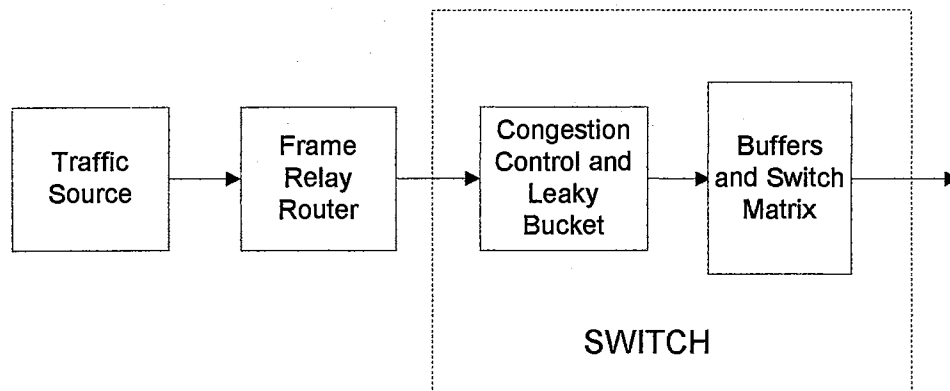 Traffic
Source
Frame
Relay
Router
Congestion
Control and
Leaky
Bucket
Buffers
and Switch
Matrix
SWITCH